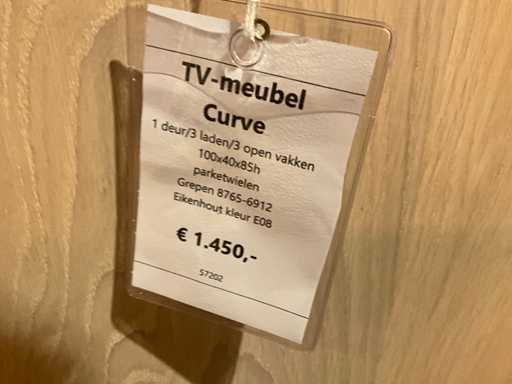 TV-meubel
Curve
1 deur/3 laden/3 open vakken
100x40x85h
parketwielen
Grepen 8765-6912
Eikenhout kleur E08
€ 1.450,-
57202